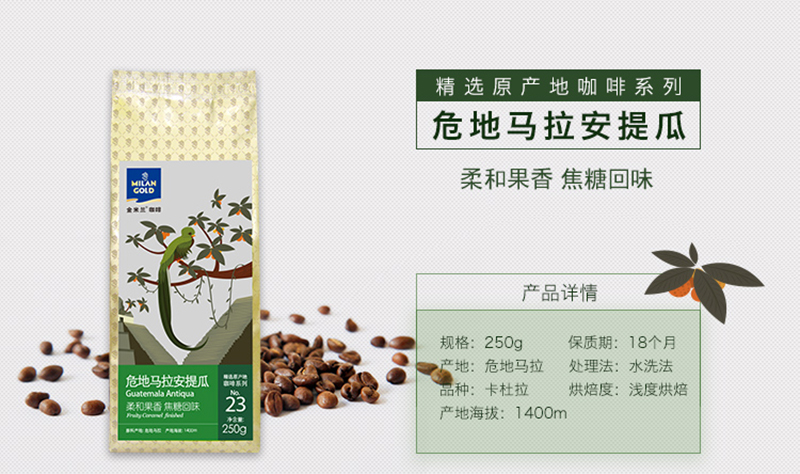 精选原产地咖啡系列
危地马拉安提瓜
柔和果香 焦糖回味
产品详情
规格：250g 保质期：18个月
产地：危地马拉 处理法：水洗法
品种：卡杜拉 烘焙度：浅度烘焙
产地海拔：1400m
MILAN
GOLD
金米兰咖啡
危地马拉安提瓜
Guatemala Antiqua
柔和果香 焦糖回味
Fruity Caramel finished
产地海拔：1400m
精选原产地
咖啡系列
No.
23
净含量：
250g